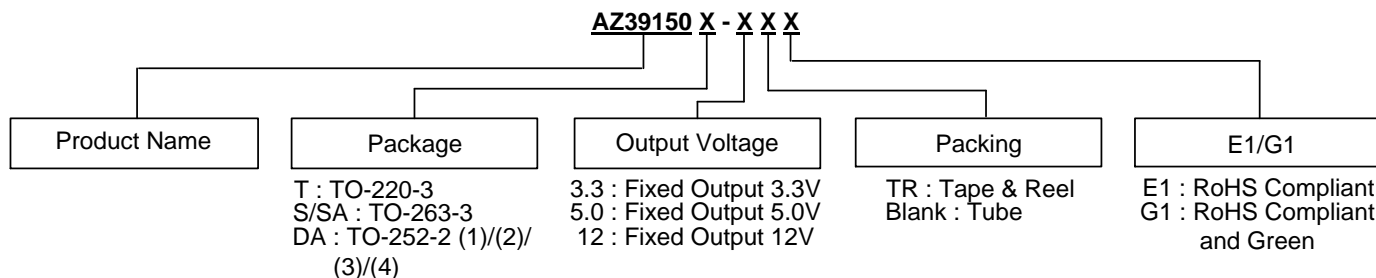 AZ39150 X - X X X
Product Name
Package
Output Voltage
Packing
E1/G1
T : TO-220-3
S/SA : TO-263-3
DA : TO-252-2 (1)/(2)/
(3)/(4)
3.3 : Fixed Output 3.3V
5.0 : Fixed Output 5.0V
12 : Fixed Output 12V
TR : Tape & Reel
Blank : Tube
E1 : RoHS Compliant
G1 : RoHS Compliant
and Green